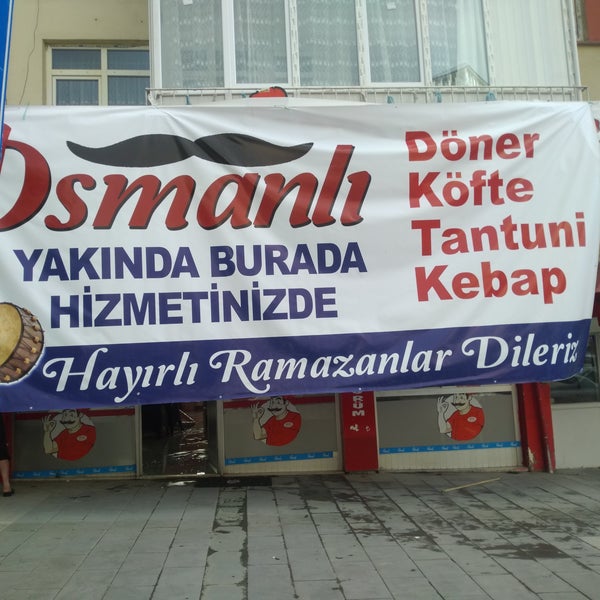 Osmanlı
YAKINDA BURADA
HİZMETİNİZDE
Döner
Köfte
Tantuni
Kebap
Hayırlı Ramazanlar Dileriz